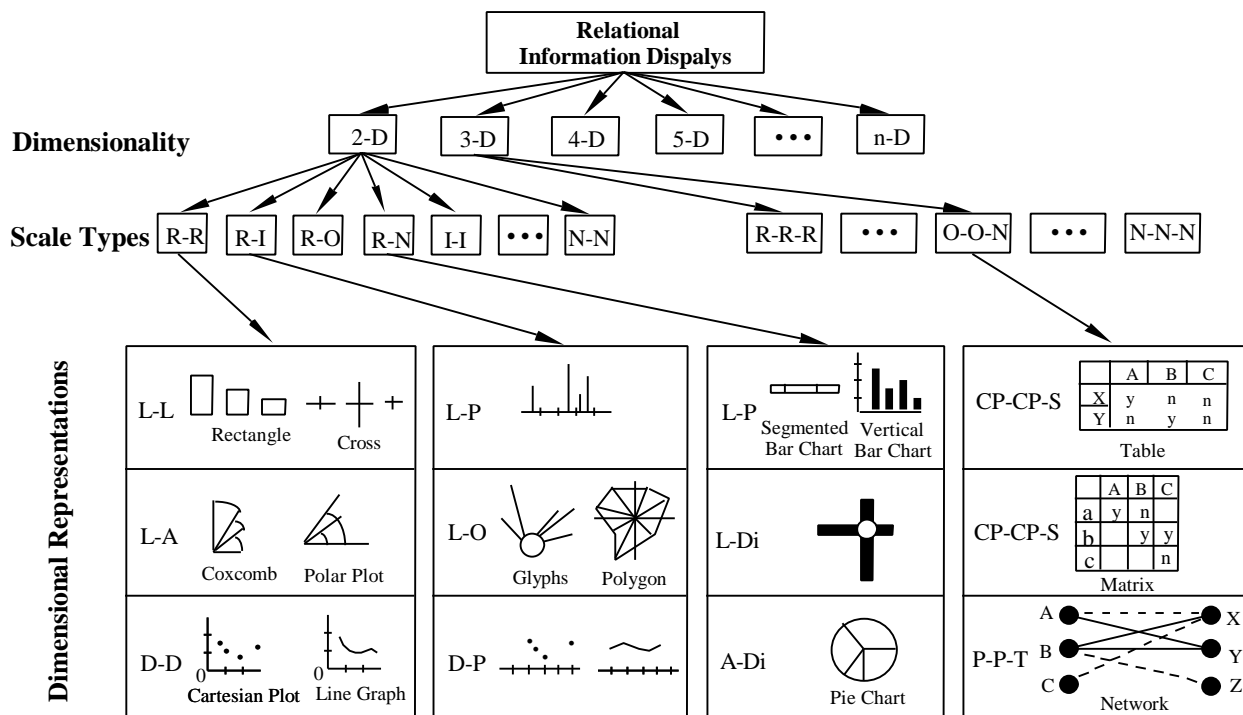 Relational
Information Dispalys
Dimensionality
2-D 3-D 4-D 5-D ••• n-D
Scale Types
R-R R-I R-O R-N I-I ••• N-N R-R-R ••• O-O-N ••• N-N-N
Dimensional Representations
L-L
Rectangle
Cross
L-A
Coxcomb
Polar Plot
D-D
0
Cartesian Plot
0
Line Graph
L-P
L-O
Glyphs
Polygon
D-P
L-P
Segmented
Bar Chart
Vertical
Bar Chart
L-Di
A-Di
Pie Chart
CP-CP-S
A B C
X y n n
Y n y n
Table
CP-CP-S
A B C
a y n
b y y
c n
Matrix
P-P-T
A X
B Y
C Z
Network